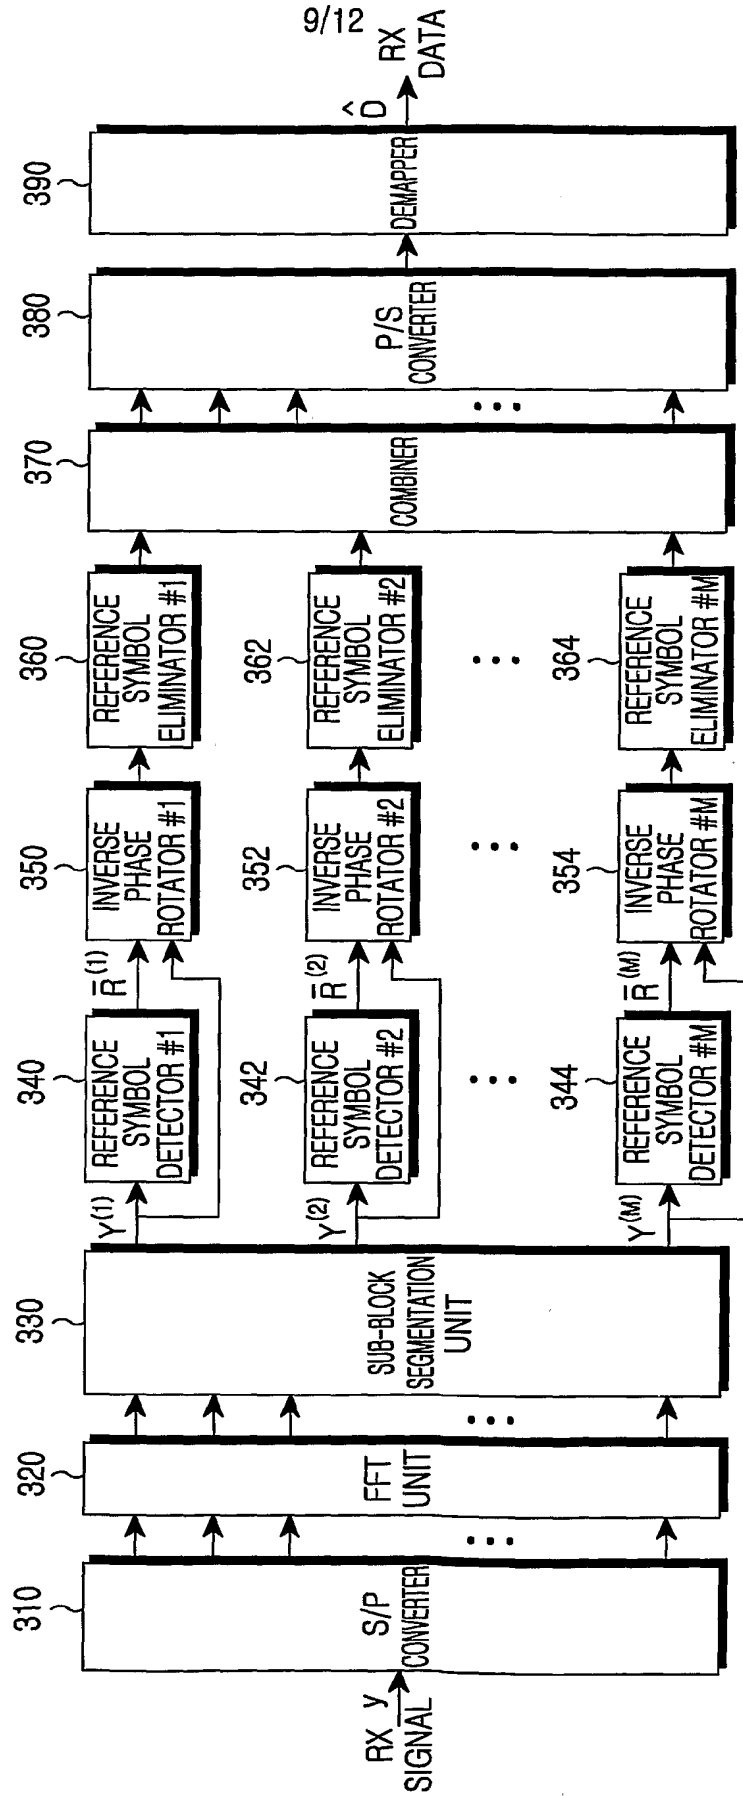 9/12
310
S/P
CONVERTER
RX
SIGNAL
y
320
FFT
UNIT
330
SUB-BLOCK
SEGMENTATION
UNIT
Y(1)
340
REFERENCE
SYMBOL
DETECTOR #1
R̅(1)
350
INVERSE
PHASE
ROTATOR #1
360
REFERENCE
SYMBOL
ELIMINATOR #1
Y(2)
342
REFERENCE
SYMBOL
DETECTOR #2
R̅(2)
352
INVERSE
PHASE
ROTATOR #2
362
REFERENCE
SYMBOL
ELIMINATOR #2
Y(M)
344
REFERENCE
SYMBOL
DETECTOR #M
R̅(M)
354
INVERSE
PHASE
ROTATOR #M
364
REFERENCE
SYMBOL
ELIMINATOR #M
370
COMBINER
380
P/S
CONVERTER
390
DEMAPPER
D̂
RX
DATA